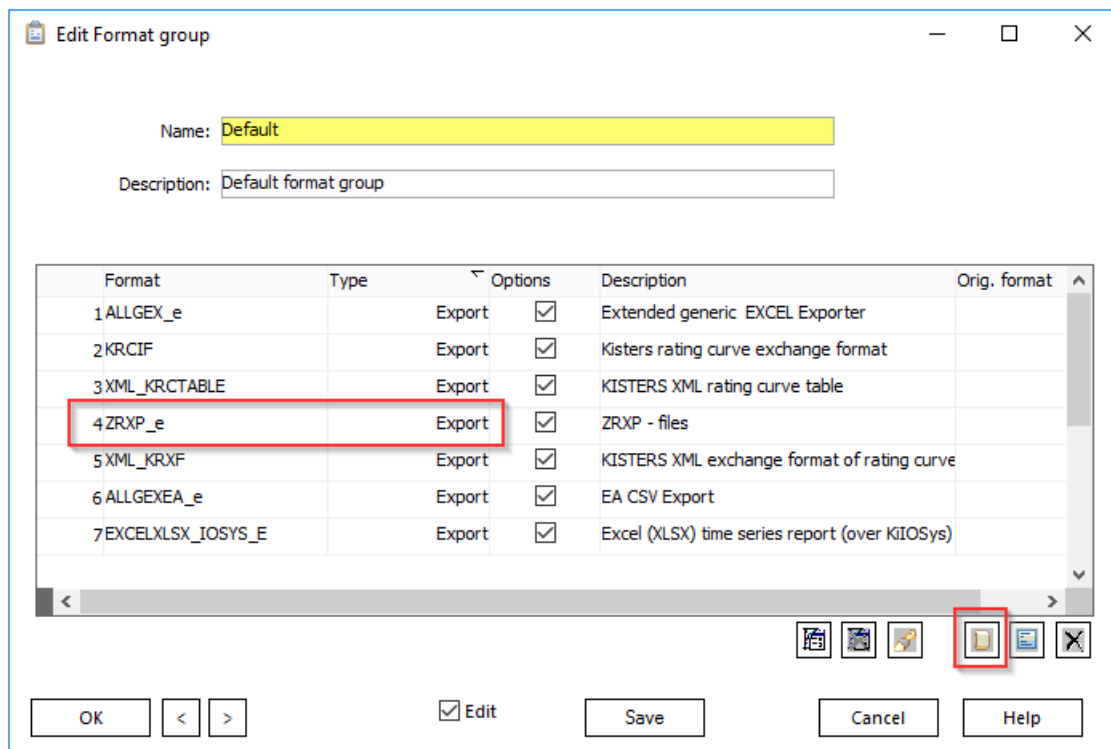 Edit Format group
Name: Default
Description: Default format group
Format Type Options Description Orig. format
1 ALLGEX_e Export Extended generic EXCEL Exporter
2 KRCIF Export Kisters rating curve exchange format
3 XML_KRCTABLE Export KISTERS XML rating curve table
4 ZRXP_e Export ZRXP - files
5 XML_KRXF Export KISTERS XML exchange format of rating curve
6 ALLGEXEA_e Export EA CSV Export
7 EXCELXLSX_IOSYS_E Export Excel (XLSX) time series report (over KiIOSys)
OK < > Edit Save Cancel Help